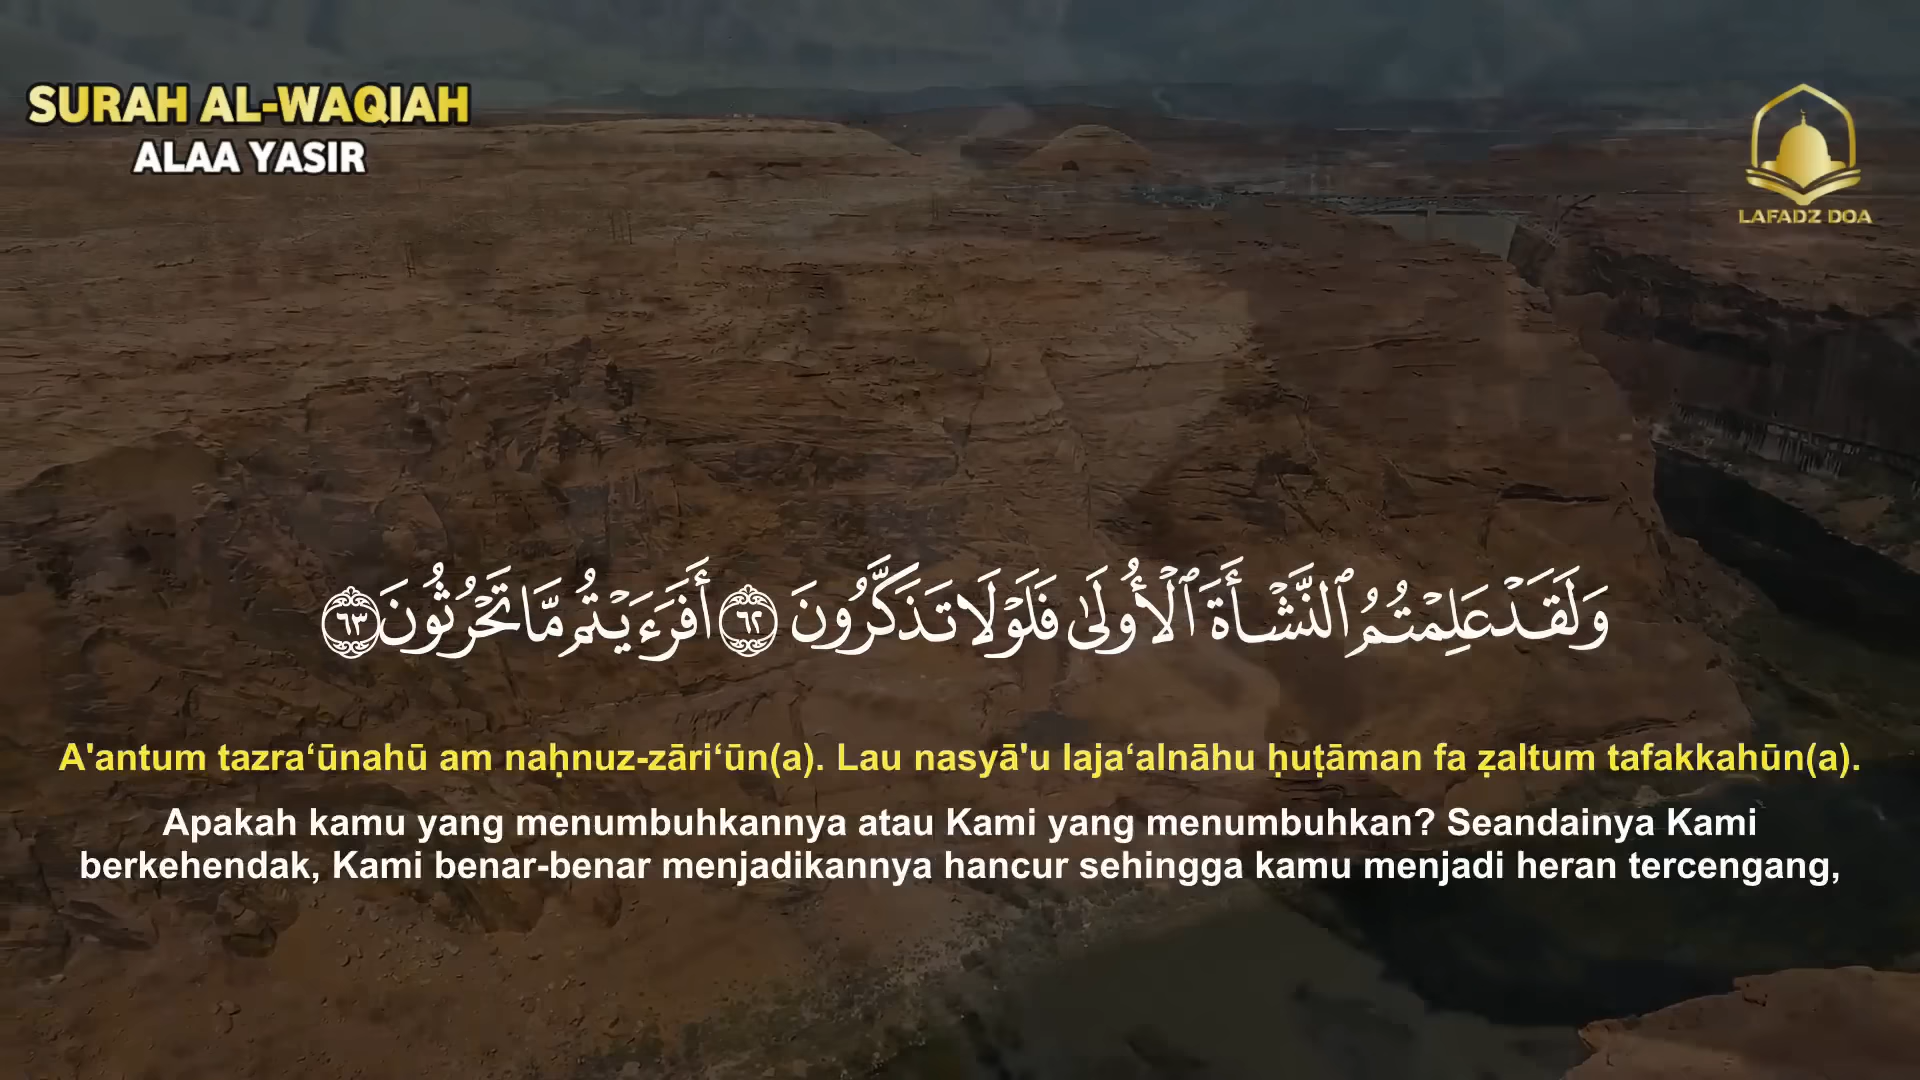 SURAH AL-WAQIAH
ALAA YASIR
LAFADZ DOA
وَلَقَدْ عَلِمْتُمُ ٱلنَّشْأَةَ ٱلْأُولَىٰ فَلَوْلَا تَذَكَّرُونَ ٦٢ أَفَرَءَيْتُم مَّا تَحْرُثُونَ ٦٣
A'antum tazra‘ūnahū am naḥnuz-zāri‘ūn(a). Lau nasyā'u laja‘alnāhu ḥuṭāman fa ẓaltum tafakkahūn(a).
Apakah kamu yang menumbuhkannya atau Kami yang menumbuhkan? Seandainya Kami
berkehendak, Kami benar-benar menjadikannya hancur sehingga kamu menjadi heran tercengang,